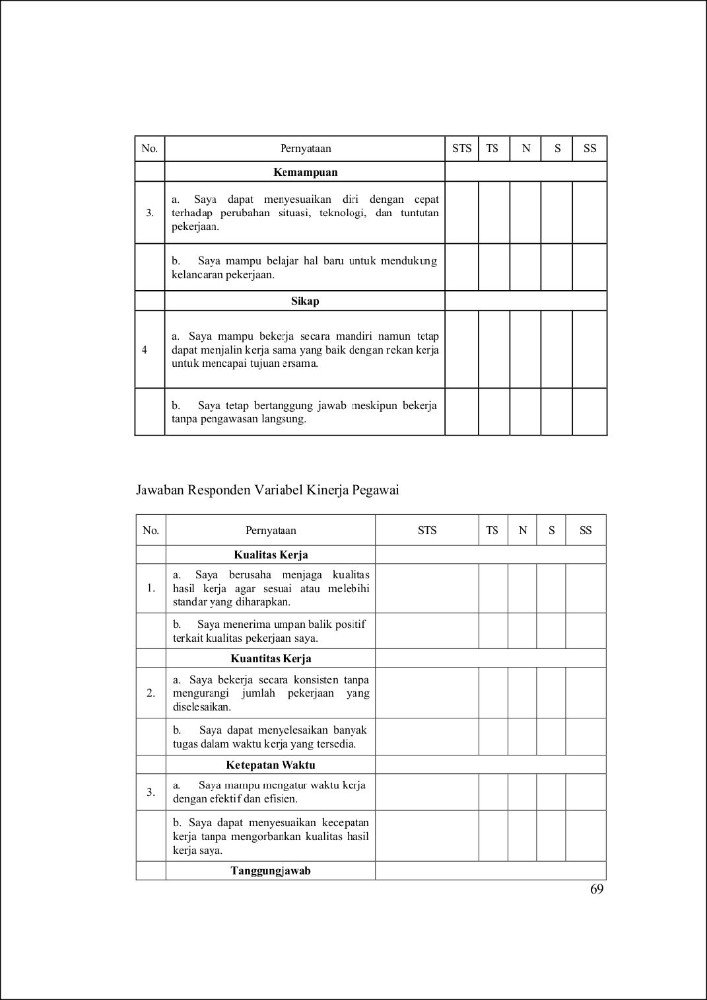 No. Pernyataan STS TS N S SS
Kemampuan
a. Saya dapat menyesuaikan diri dengan cepat
3. terhadap perubahan situasi, teknologi, dan tuntutan
pekerjaan.
b. Saya mampu belajar hal baru untuk mendukung
kelancaran pekerjaan.
Sikap
a. Saya mampu bekerja secara mandiri namun tetap
4 dapat menjalin kerja sama yang baik dengan rekan kerja
untuk mencapai tujuan ersama.
b. Saya tetap bertanggung jawab meskipun bekerja
tanpa pengawasan langsung.
Jawaban Responden Variabel Kinerja Pegawai
No. Pernyataan STS TS N S SS
Kualitas Kerja
a. Saya berusaha menjaga kualitas
1. hasil kerja agar sesuai atau melebihi
standar yang diharapkan.
b. Saya menerima umpan balik positif
terkait kualitas pekerjaan saya.
Kuantitas Kerja
a. Saya bekerja secara konsisten tanpa
2. mengurangi jumlah pekerjaan yang
diselesaikan.
b. Saya dapat menyelesaikan banyak
tugas dalam waktu kerja yang tersedia.
Ketepatan Waktu
3. a. Saya mampu mengatur waktu kerja
dengan efektif dan efisien.
b. Saya dapat menyesuaikan kecepatan
kerja tanpa mengorbankan kualitas hasil
kerja saya.
Tanggungjawab
69